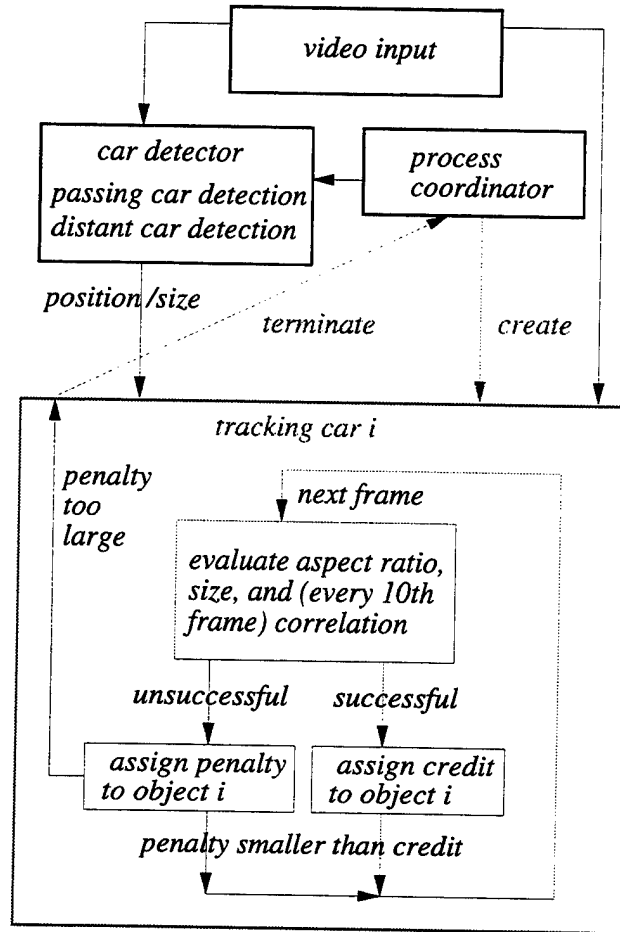 video input
car detector
passing car detection
distant car detection
process
coordinator
position/size
terminate
create
tracking car i
penalty
too
large
next frame
evaluate aspect ratio,
size, and (every 10th
frame) correlation
unsuccessful
successful
assign penalty
to object i
assign credit
to object i
penalty smaller than credit